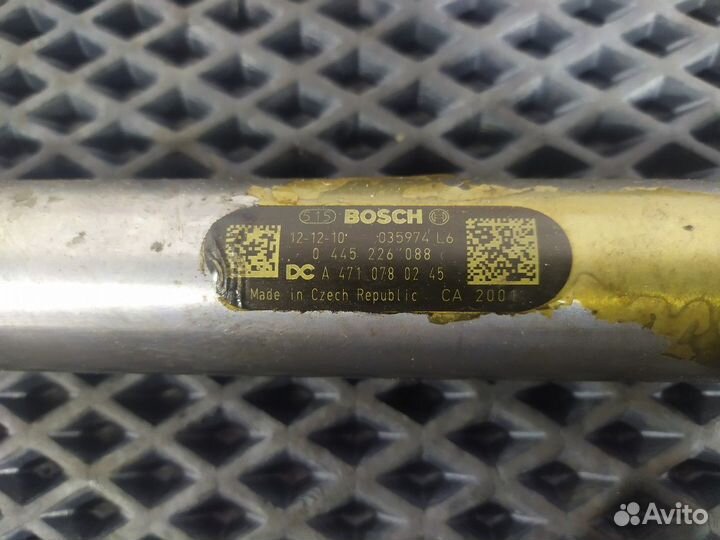 515 BOSCH
12-12-10 035974 L6
0 445 226 088
DC A 471 078 02 45
Made in Czech Republic CA 2001
Avito